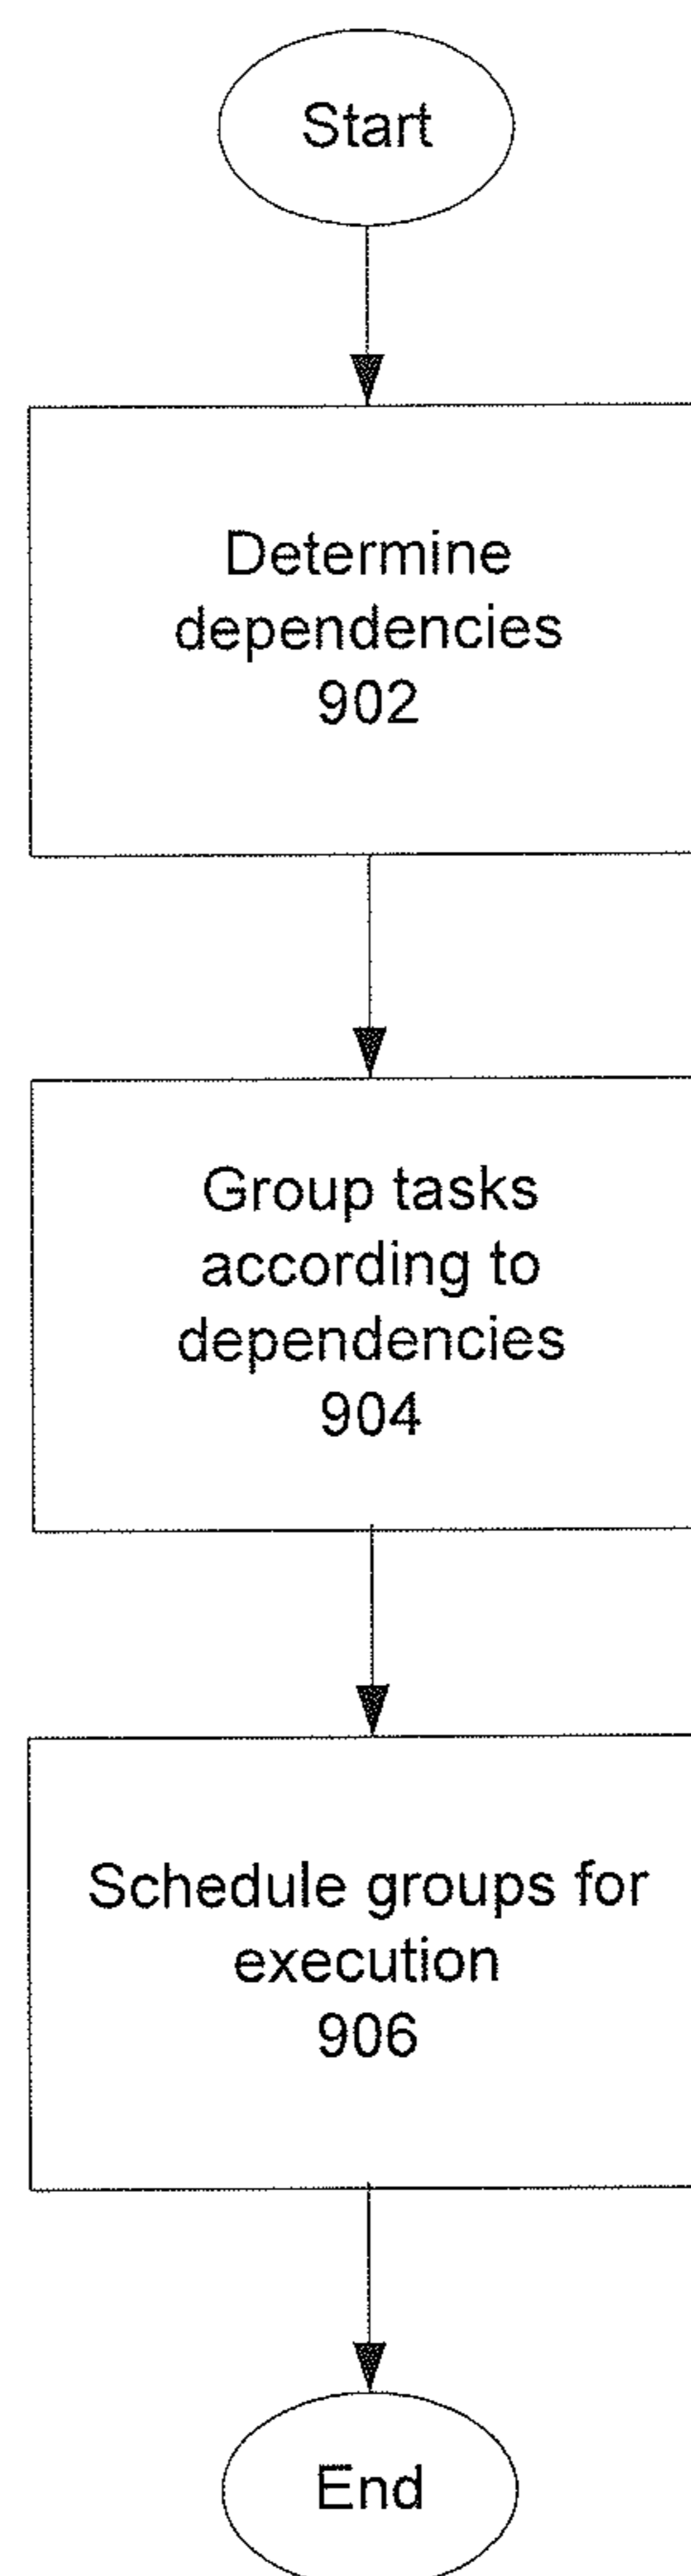 Start
Determine
dependencies
902
Group tasks
according to
dependencies
904
Schedule groups for
execution
906
End